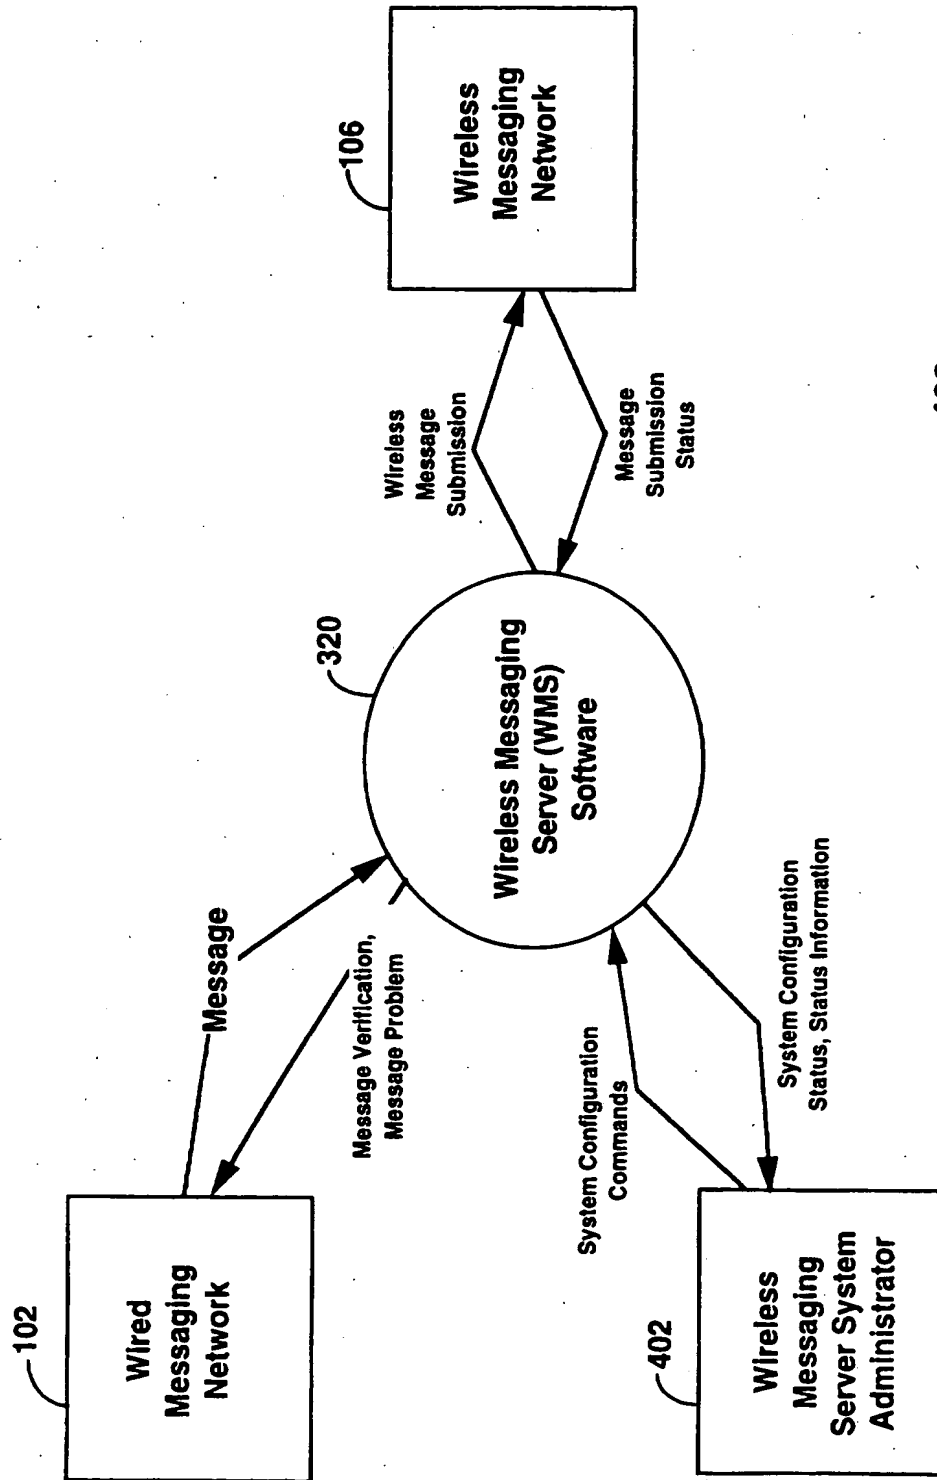 102
Wired
Messaging
Network
Message
Message Verification,
Message Problem
320
Wireless Messaging
Server (WMS)
Software
106
Wireless
Messaging
Network
Wireless
Message
Submission
Message
Submission
Status
System Configuration
Commands
System Configuration
Status, Status Information
402
Wireless
Messaging
Server System
Administrator